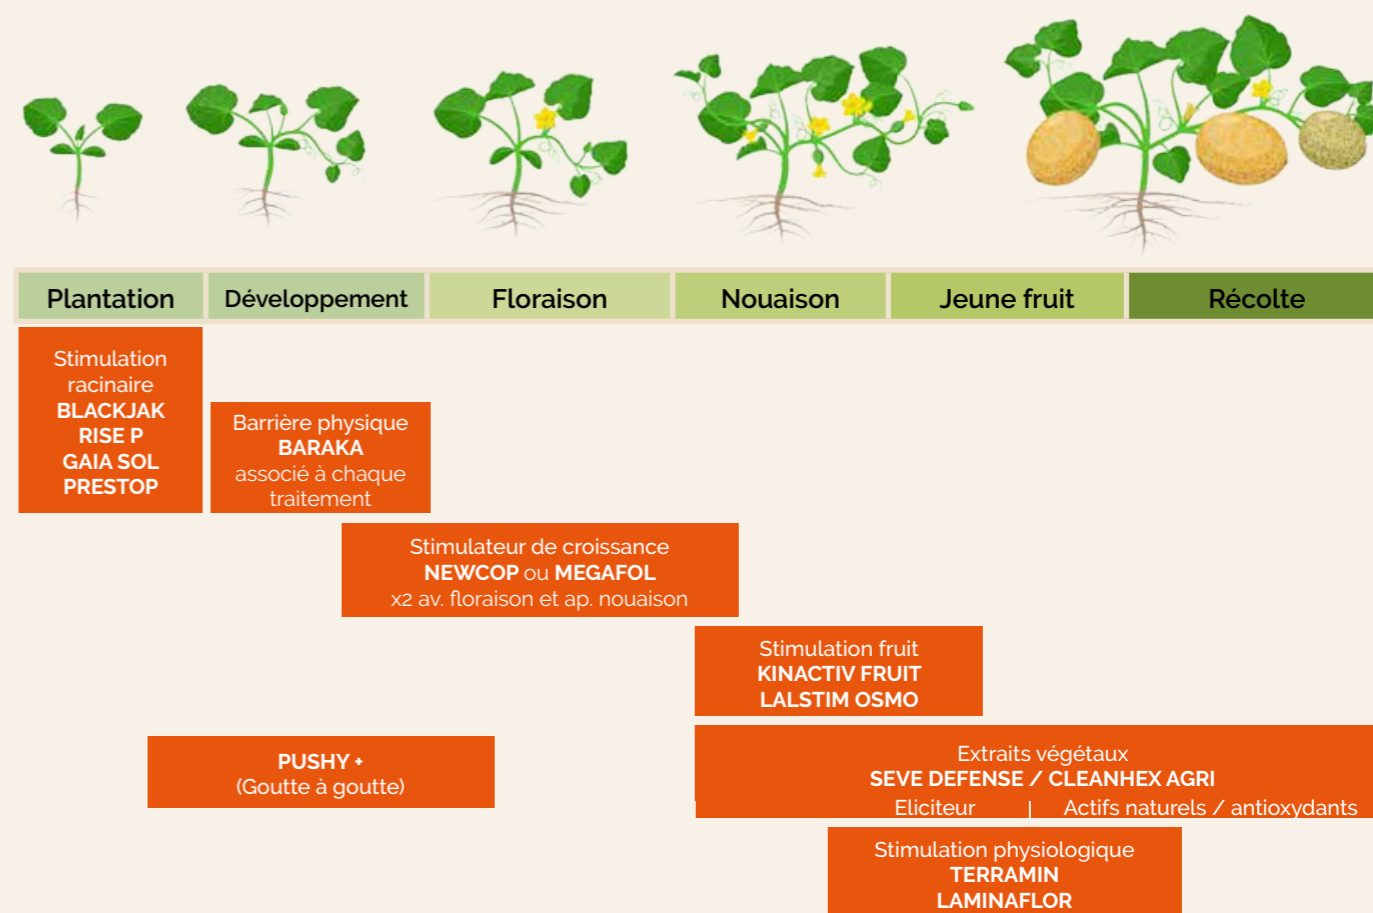 Plantation
Développement
Floraison
Nouaison
Jeune fruit
Récolte
Stimulation
racinaire
BLACKJAK
RISE P
GAIA SOL
PRESTOP
Barrière physique
BARAKA
associé à chaque
traitement
Stimulateur de croissance
NEWCOP ou MEGAFOL
x2 av. floraison et ap. nouaison
Stimulation fruit
KINACTIV FRUIT
LALSTIM OSMO
PUSHY +
(Goutte à goutte)
Extraits végétaux
SEVE DEFENSE / CLEANHEX AGRI
Eliciteur | Actifs naturels / antioxydants
Stimulation physiologique
TERRAMIN
LAMINAFLOR